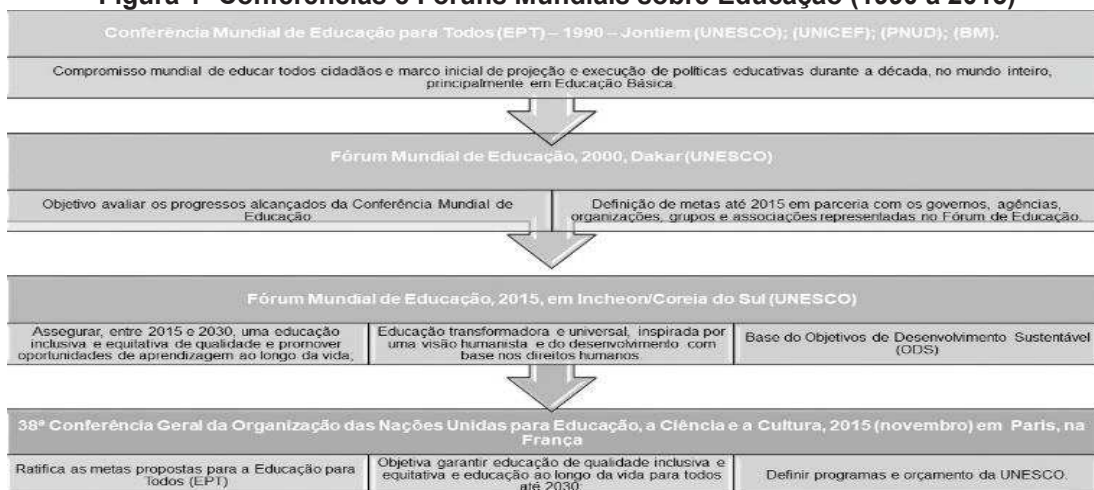 Figura 1- Conferências e Fóruns Mundiais sobre Educação (1990 a 2015)
Conferência Mundial de Educação para Todos (EPT) – 1990 – Jontiem (UNESCO); (UNICEF); (PNUD); (BM).
Compromisso mundial de educar todos cidadãos e marco inicial de projeção e execução de políticas educativas durante a década, no mundo inteiro,
principalmente em Educação Básica.
Fórum Mundial de Educação, 2000, Dakar (UNESCO)
Objetivo avaliar os progressos alcançados da Conferência Mundial de
Educação
Definição de metas até 2015 em parceria com os governos, agências,
organizações, grupos e associações representadas no Fórum de Educação.
Fórum Mundial de Educação, 2015, em Incheon/Coreia do Sul (UNESCO)
Assegurar, entre 2015 e 2030, uma educação
inclusiva e equitativa de qualidade e promover
oportunidades de aprendizagem ao longo da vida;
Educação transformadora e universal, inspirada por
uma visão humanista e do desenvolvimento com
base nos direitos humanos.
Base do Objetivos de Desenvolvimento Sustentável
(ODS)
38ª Conferência Geral da Organização das Nações Unidas para Educação, a Ciência e a Cultura, 2015 (novembro) em Paris, na
França
Ratifica as metas propostas para a Educação para
Todos (EPT)
Objetiva garantir educação de qualidade inclusiva e
equitativa e educação ao longo da vida para todos
até 2030;
Definir programas e orçamento da UNESCO.